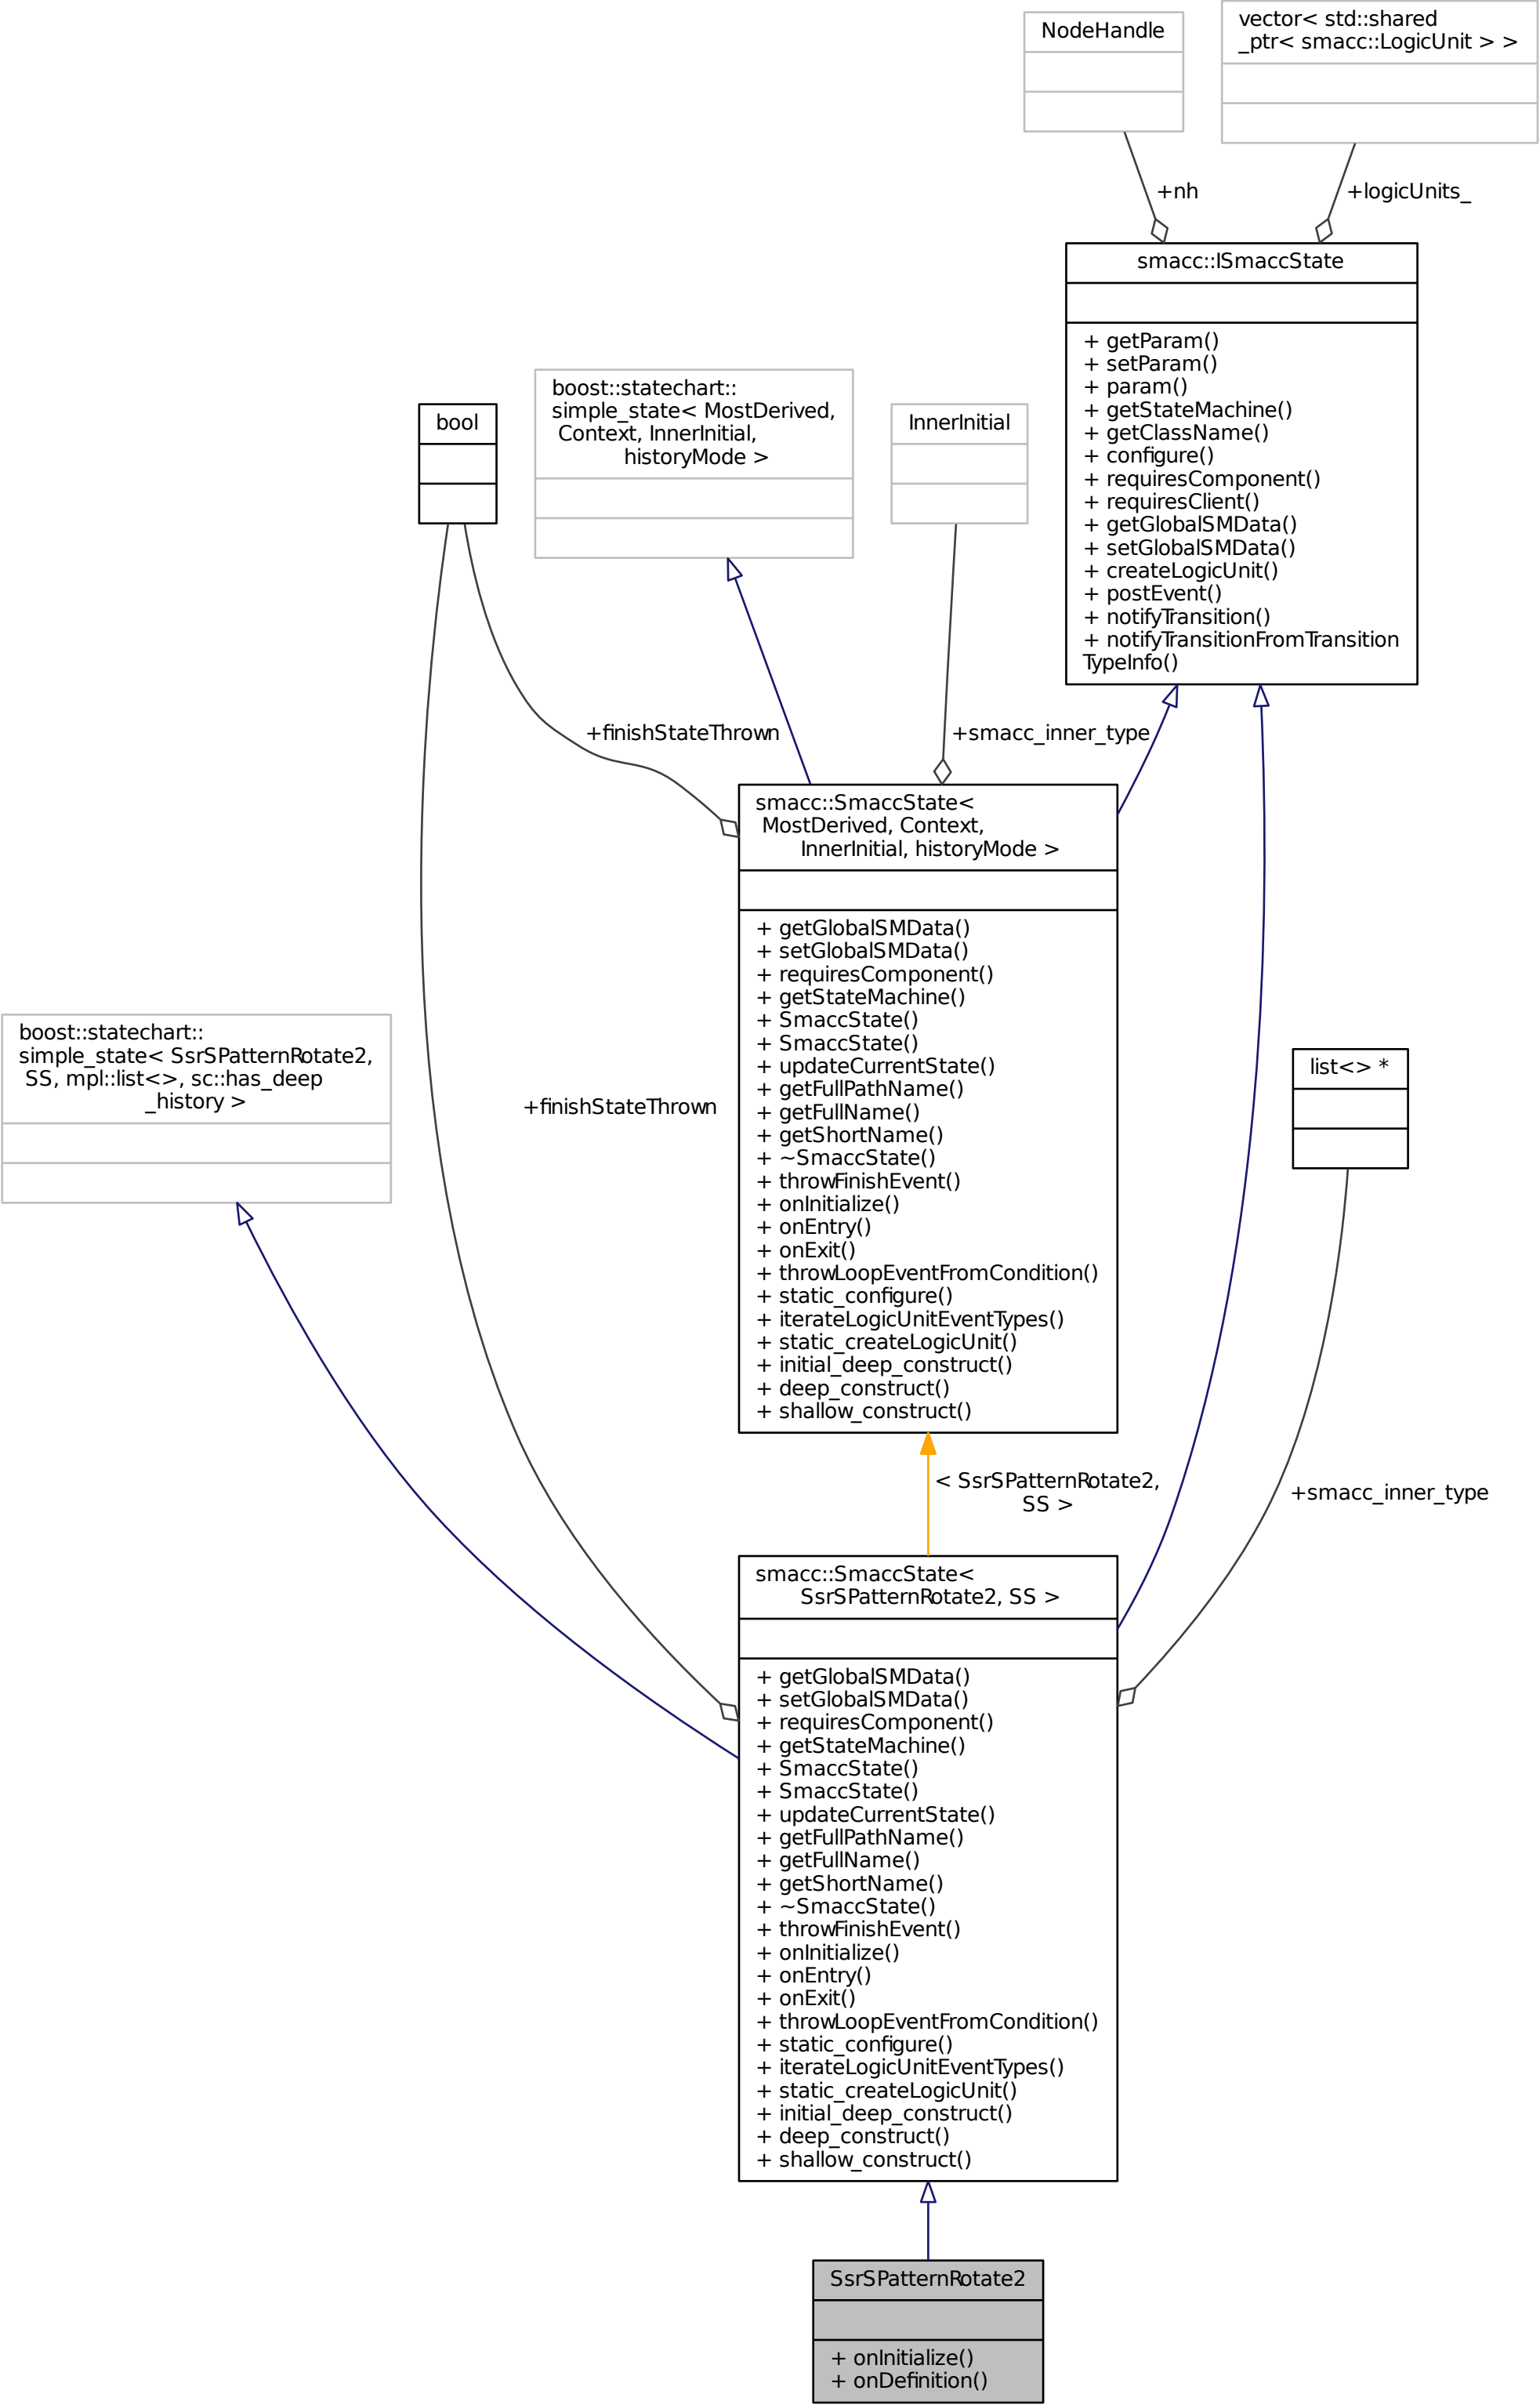 NodeHandle
vector< std::shared
_ptr< smacc::LogicUnit > >
+nh
+logicUnits_
smacc::ISmaccState
+ getParam()
+ setParam()
+ param()
+ getStateMachine()
+ getClassName()
+ configure()
+ requiresComponent()
+ requiresClient()
+ getGlobalSMData()
+ setGlobalSMData()
+ createLogicUnit()
+ postEvent()
+ notifyTransition()
+ notifyTransitionFromTransition
TypeInfo()
bool
boost::statechart::
simple_state< MostDerived,
Context, InnerInitial,
historyMode >
InnerInitial
+finishStateThrown
+smacc_inner_type
smacc::SmaccState<
MostDerived, Context,
InnerInitial, historyMode >
+ getGlobalSMData()
+ setGlobalSMData()
+ requiresComponent()
+ getStateMachine()
+ SmaccState()
+ SmaccState()
+ updateCurrentState()
+ getFullPathName()
+ getFullName()
+ getShortName()
+ ~SmaccState()
+ throwFinishEvent()
+ onInitialize()
+ onEntry()
+ onExit()
+ throwLoopEventFromCondition()
+ static_configure()
+ iterateLogicUnitEventTypes()
+ static_createLogicUnit()
+ initial_deep_construct()
+ deep_construct()
+ shallow_construct()
boost::statechart::
simple_state< SsrSPatternRotate2,
SS, mpl::list<>, sc::has_deep
_history >
+finishStateThrown
list<> *
< SsrSPatternRotate2,
SS >
+smacc_inner_type
smacc::SmaccState<
SsrSPatternRotate2, SS >
+ getGlobalSMData()
+ setGlobalSMData()
+ requiresComponent()
+ getStateMachine()
+ SmaccState()
+ SmaccState()
+ updateCurrentState()
+ getFullPathName()
+ getFullName()
+ getShortName()
+ ~SmaccState()
+ throwFinishEvent()
+ onInitialize()
+ onEntry()
+ onExit()
+ throwLoopEventFromCondition()
+ static_configure()
+ iterateLogicUnitEventTypes()
+ static_createLogicUnit()
+ initial_deep_construct()
+ deep_construct()
+ shallow_construct()
SsrSPatternRotate2
+ onInitialize()
+ onDefinition()